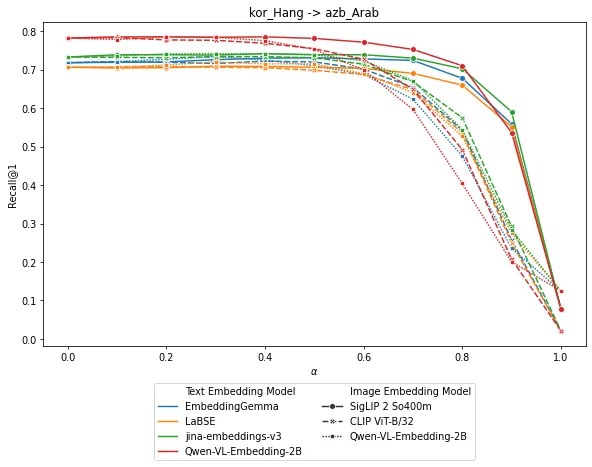 kor_Hang -> azb_Arab
Recall@1
0.8
0.7
0.6
0.5
0.4
0.3
0.2
0.1
0.0
0.0 0.2 0.4 0.6 0.8 1.0
α
Text Embedding Model Image Embedding Model
EmbeddingGemma SigLIP 2 So400m
LaBSE CLIP ViT-B/32
jina-embeddings-v3 Qwen-VL-Embedding-2B
Qwen-VL-Embedding-2B